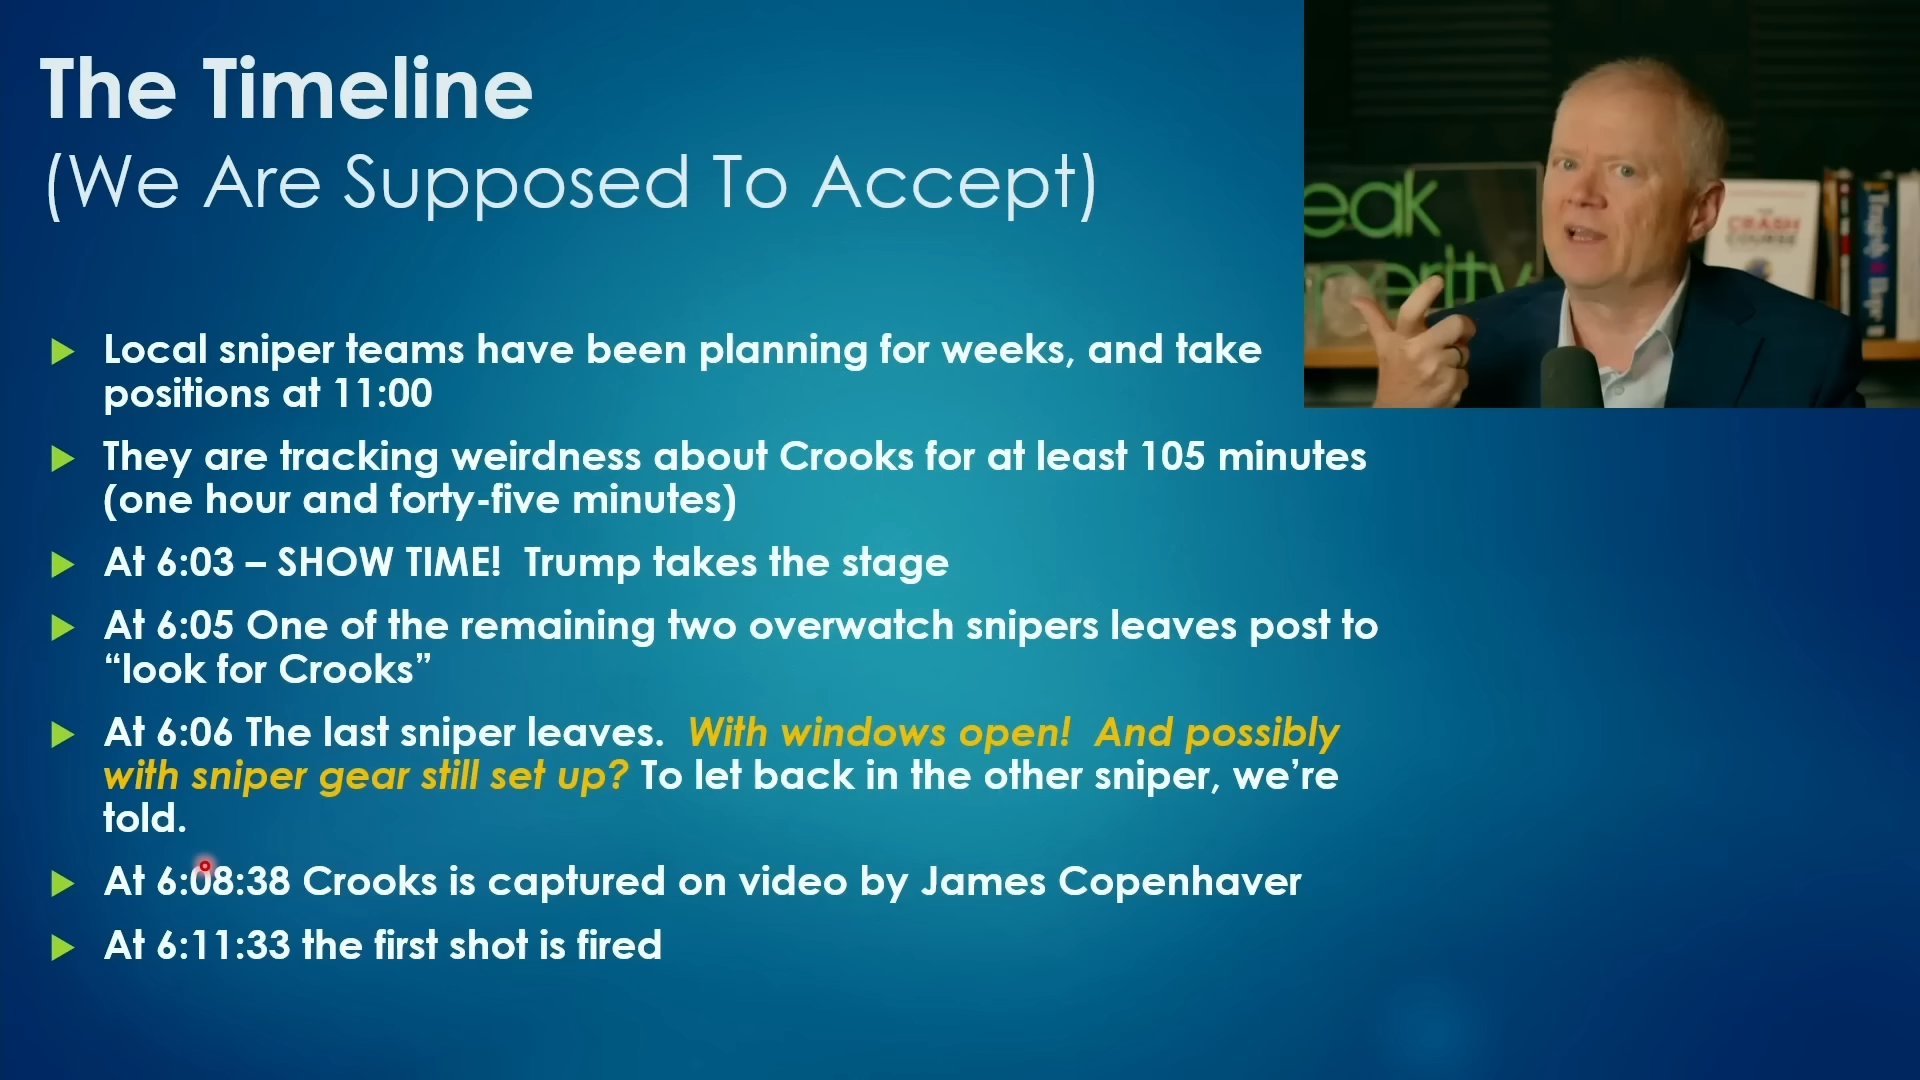 The Timeline
(We Are Supposed To Accept)
eak
erity
CRASH
COURSE
Local sniper teams have been planning for weeks, and take
positions at 11:00
They are tracking weirdness about Crooks for at least 105 minutes
(one hour and forty-five minutes)
At 6:03 – SHOW TIME!  Trump takes the stage
At 6:05 One of the remaining two overwatch snipers leaves post to
“look for Crooks”
At 6:06 The last sniper leaves.  With windows open!  And possibly
with sniper gear still set up? To let back in the other sniper, we’re
told.
At 6:08:38 Crooks is captured on video by James Copenhaver
At 6:11:33 the first shot is fired